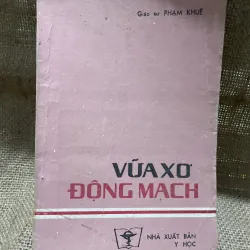 Giáo sư PHẠM KHUÊ
VỮA XƠ
ĐỘNG MẠCH
NHÀ XUẤT BẢN
Y HỌC